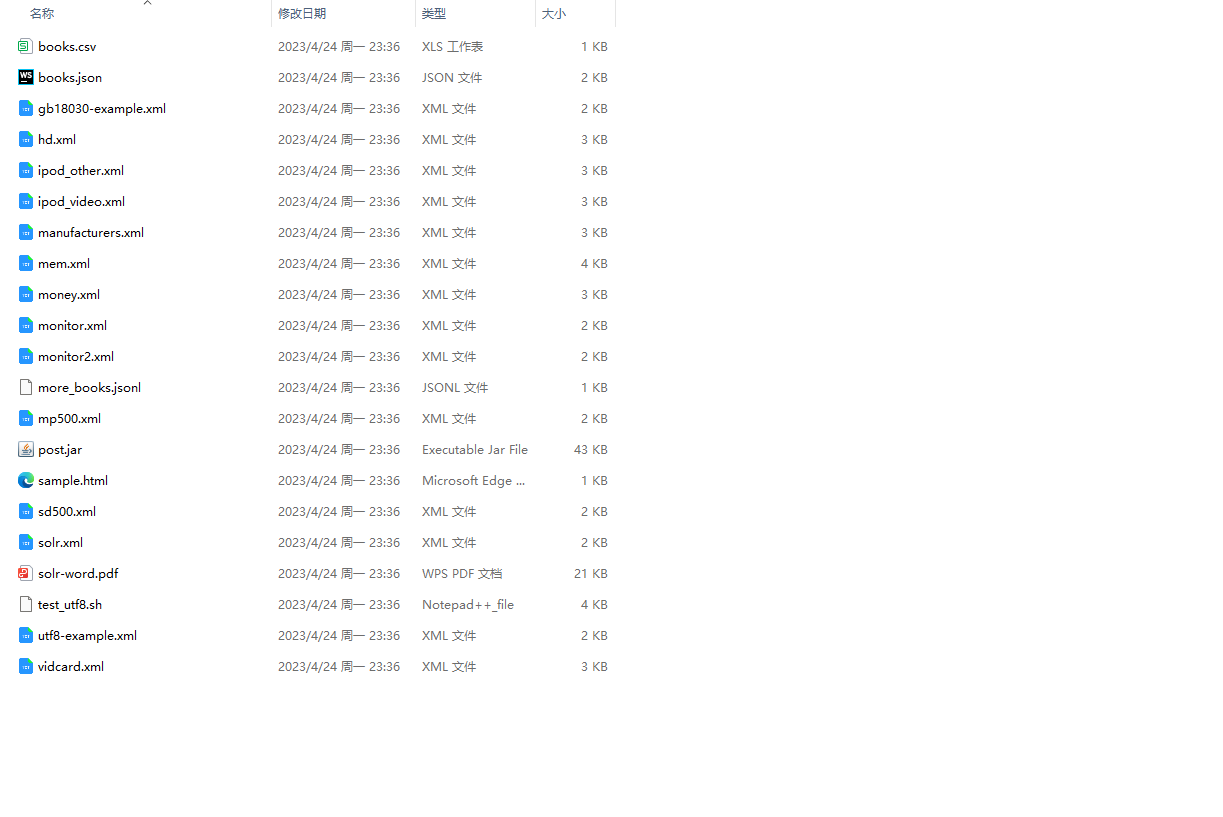 名称 修改日期 类型 大小
books.csv 2023/4/24 周一 23:36 XLS 工作表 1 KB
books.json 2023/4/24 周一 23:36 JSON 文件 2 KB
gb18030-example.xml 2023/4/24 周一 23:36 XML 文件 2 KB
hd.xml 2023/4/24 周一 23:36 XML 文件 3 KB
ipod_other.xml 2023/4/24 周一 23:36 XML 文件 3 KB
ipod_video.xml 2023/4/24 周一 23:36 XML 文件 3 KB
manufacturers.xml 2023/4/24 周一 23:36 XML 文件 3 KB
mem.xml 2023/4/24 周一 23:36 XML 文件 4 KB
money.xml 2023/4/24 周一 23:36 XML 文件 3 KB
monitor.xml 2023/4/24 周一 23:36 XML 文件 2 KB
monitor2.xml 2023/4/24 周一 23:36 XML 文件 2 KB
more_books.jsonl 2023/4/24 周一 23:36 JSONL 文件 1 KB
mp500.xml 2023/4/24 周一 23:36 XML 文件 2 KB
post.jar 2023/4/24 周一 23:36 Executable Jar File 43 KB
sample.html 2023/4/24 周一 23:36 Microsoft Edge ... 1 KB
sd500.xml 2023/4/24 周一 23:36 XML 文件 2 KB
solr.xml 2023/4/24 周一 23:36 XML 文件 2 KB
solr-word.pdf 2023/4/24 周一 23:36 WPS PDF 文档 21 KB
test_utf8.sh 2023/4/24 周一 23:36 Notepad++_file 4 KB
utf8-example.xml 2023/4/24 周一 23:36 XML 文件 2 KB
vidcard.xml 2023/4/24 周一 23:36 XML 文件 3 KB